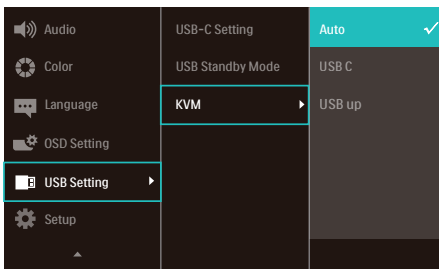 Audio
Color
Language
OSD Setting
USB Setting
Setup
USB-C Setting
USB Standby Mode
KVM
Auto
USB C
USB up